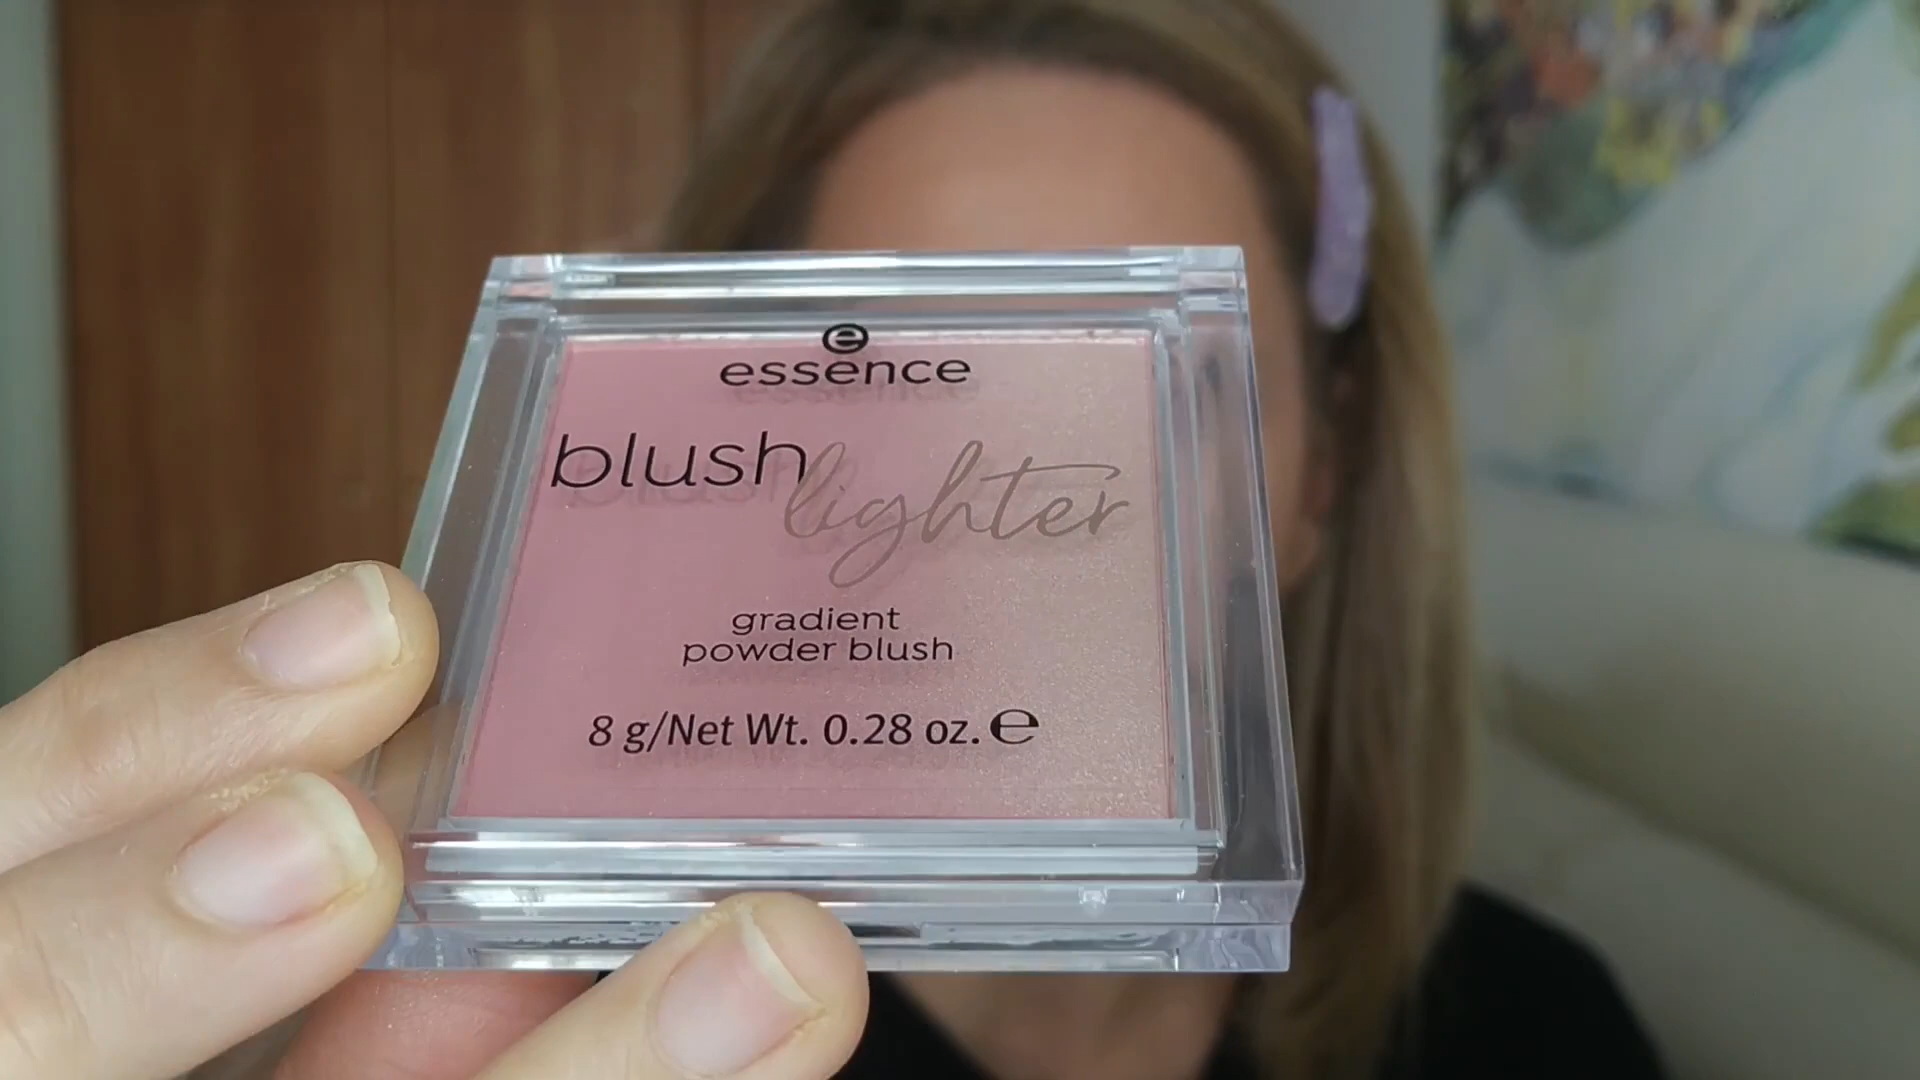 e
essence
blush lighter
gradient
powder blush
8 g/Net Wt. 0.28 oz. ℮